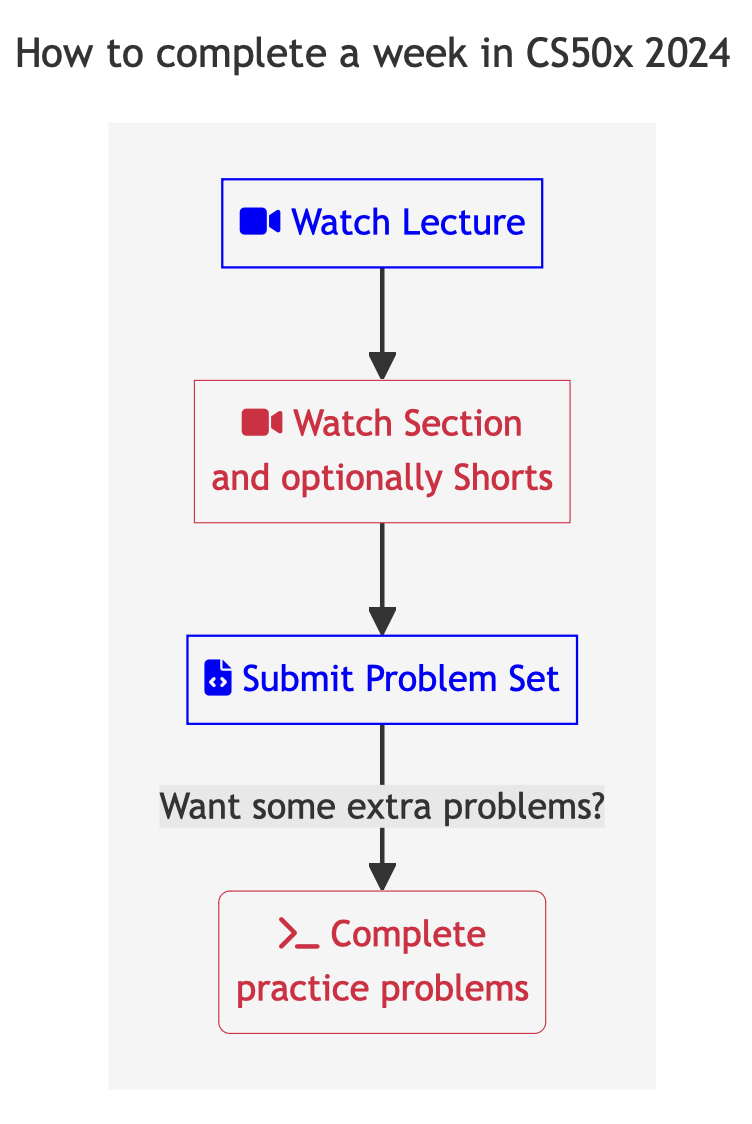 How to complete a week in CS50x 2024
Watch Lecture
Watch Section
and optionally Shorts
Submit Problem Set
Want some extra problems?
Complete
practice problems